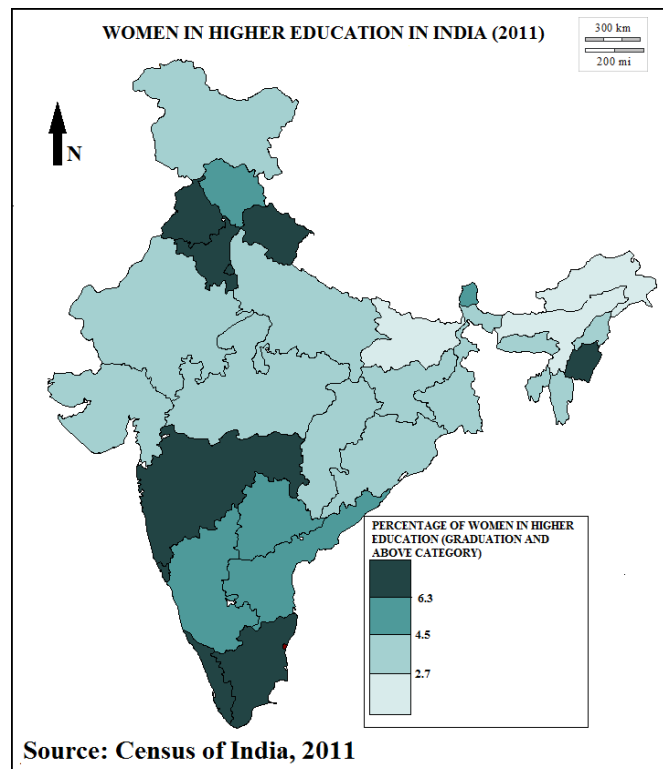 WOMEN IN HIGHER EDUCATION IN INDIA (2011)
300 km
200 mi
N
PERCENTAGE OF WOMEN IN HIGHER
EDUCATION (GRADUATION AND
ABOVE CATEGORY)
6.3
4.5
2.7
Source: Census of India, 2011